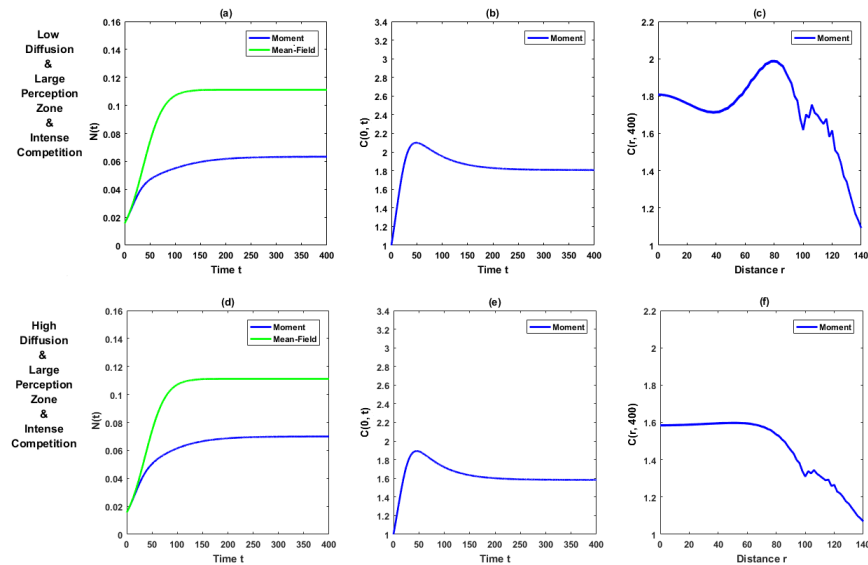 Low
Diffusion
&
Large
Perception
Zone
&
Intense
Competition
(a)
N(t)
0.16
0.14
0.12
0.1
0.08
0.06
0.04
0.02
0
Moment
Mean-Field
0 50 100 150 200 250 300 350 400
Time t
(b)
C(0, t)
3.4
3.2
3
2.8
2.6
2.4
2.2
2
1.8
1.6
1.4
1.2
1
Moment
0 50 100 150 200 250 300 350 400
Time t
(c)
C(r, 400)
2.2
2
1.8
1.6
1.4
1.2
1
Moment
0 20 40 60 80 100 120 140
Distance r
High
Diffusion
&
Large
Perception
Zone
&
Intense
Competition
(d)
N(t)
0.16
0.14
0.12
0.1
0.08
0.06
0.04
0.02
0
Moment
Mean-Field
0 50 100 150 200 250 300 350 400
Time t
(e)
C(0, t)
3.4
3.2
3
2.8
2.6
2.4
2.2
2
1.8
1.6
1.4
1.2
1
Moment
0 50 100 150 200 250 300 350 400
Time t
(f)
C(r, 400)
2.2
2
1.8
1.6
1.4
1.2
1
Moment
0 20 40 60 80 100 120 140
Distance r